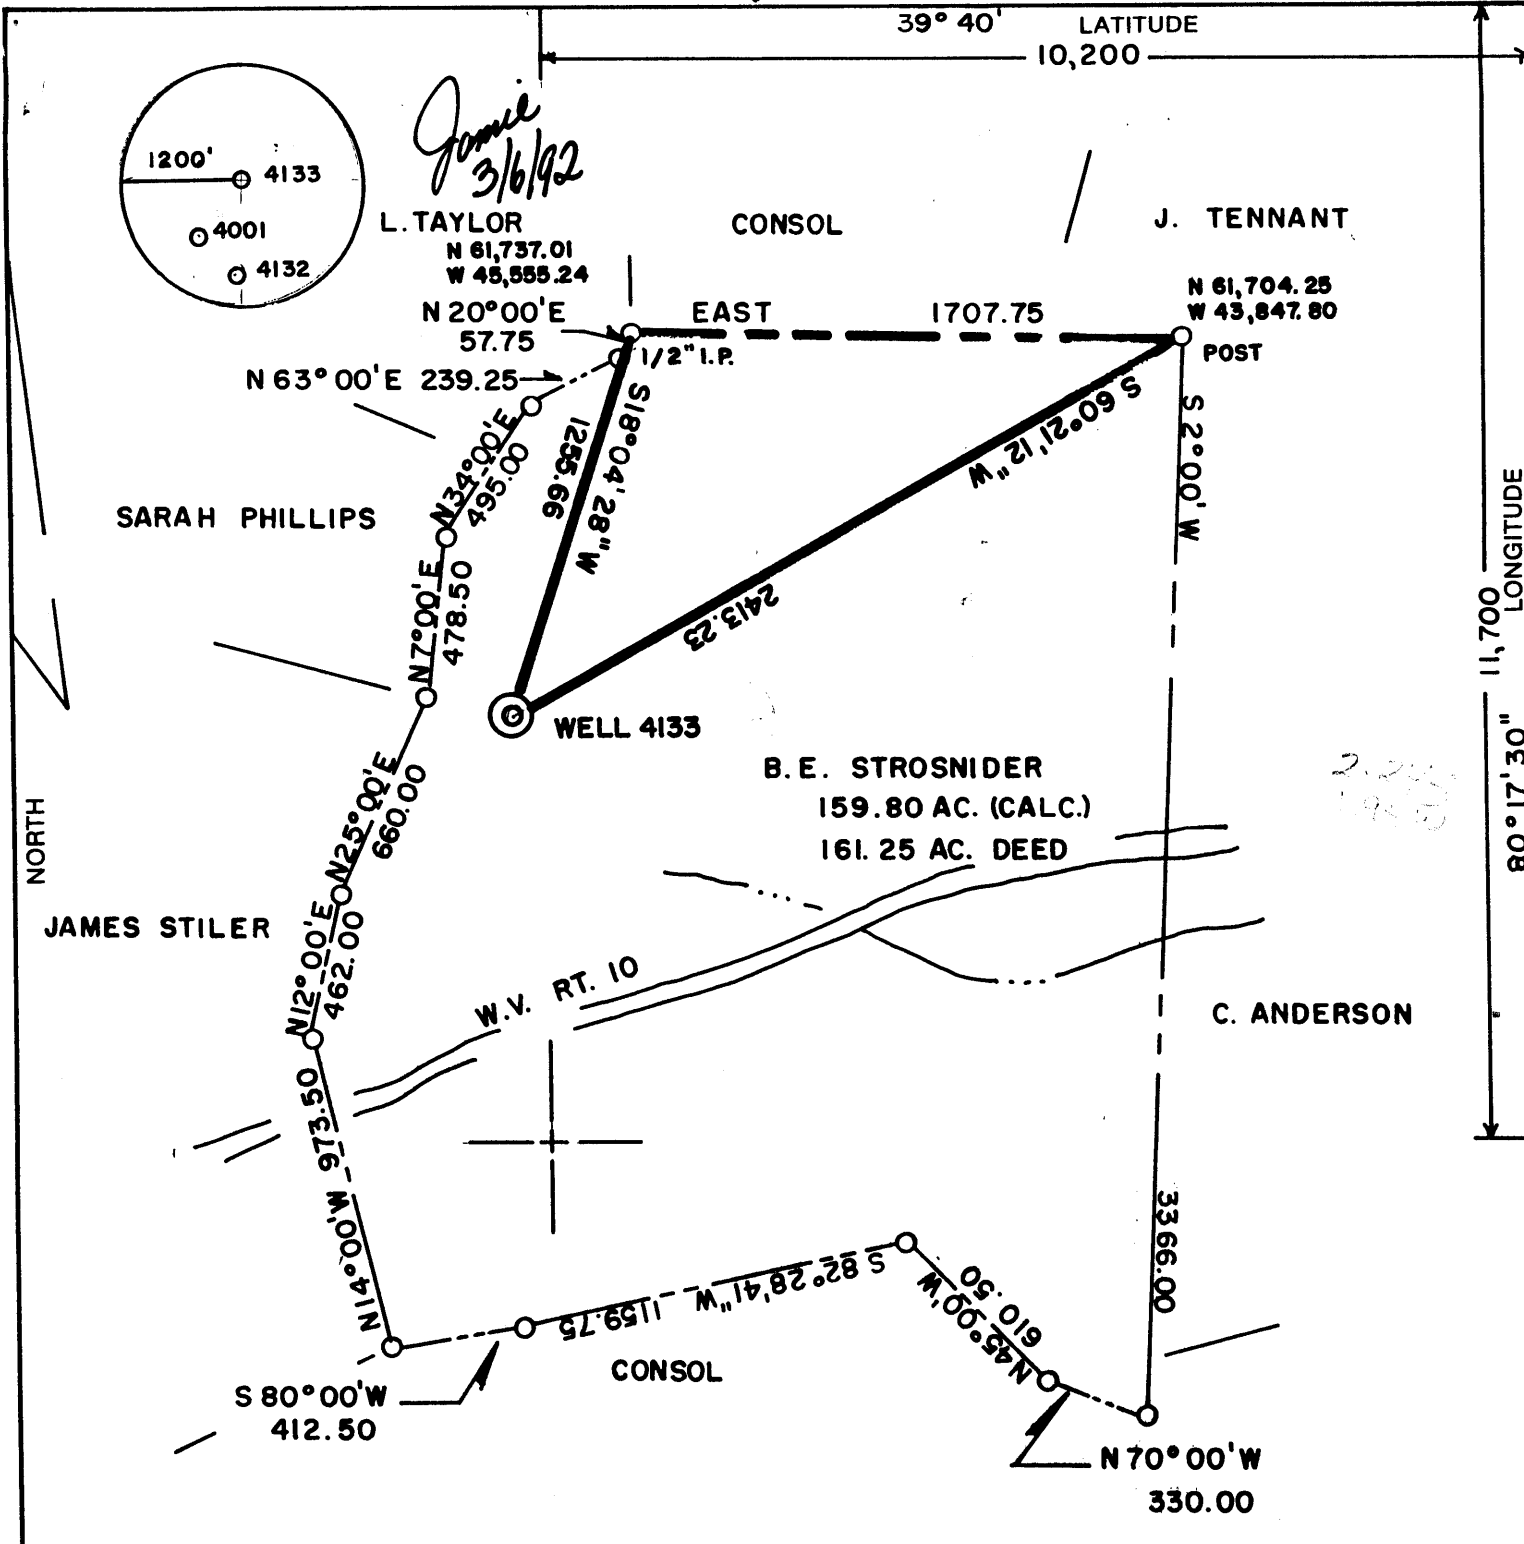 39° 40' LATITUDE
10,200
Jamie
3/6/92
1200'
4133
4001
4132
L. TAYLOR
N 61,737.01
W 45,555.24
CONSOL
J. TENNANT
N 61,704.25
W 43,847.80
N 20°00'E
57.75
EAST 1707.75
POST
1/2" I.P.
N 63°00'E 239.25
S18°04'28"W
1255.66
S 60°21'12"W
2413.23
S 2°00'W
3366.00
N34°00'E
495.00
SARAH PHILLIPS
N7°00'E
478.50
WELL 4133
LONGITUDE
11,700
80°17'30"
B.E. STROSNIDER
159.80 AC. (CALC.)
161.25 AC. DEED
NORTH
N25°00'E
660.00
JAMES STILER
N12°00'E
462.00
W.V. RT. 10
C. ANDERSON
N14°00'W 973.50
S 82°28'41"W 1159.75
N45°00'W
610.50
CONSOL
S 80°00'W
412.50
N 70°00'W
330.00